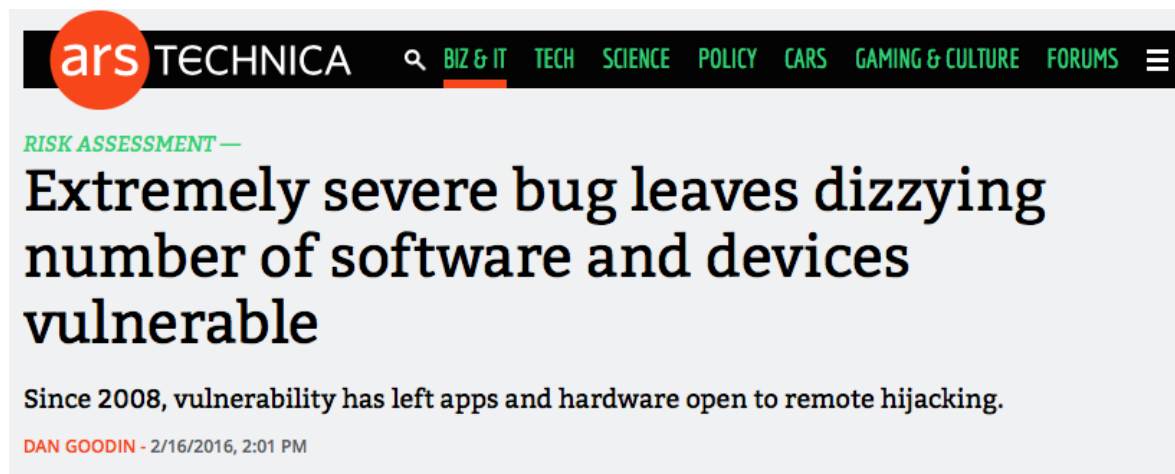 ars TECHNICA BIZ & IT TECH SCIENCE POLICY CARS GAMING & CULTURE FORUMS
RISK ASSESSMENT —
Extremely severe bug leaves dizzying
number of software and devices
vulnerable
Since 2008, vulnerability has left apps and hardware open to remote hijacking.
DAN GOODIN - 2/16/2016, 2:01 PM